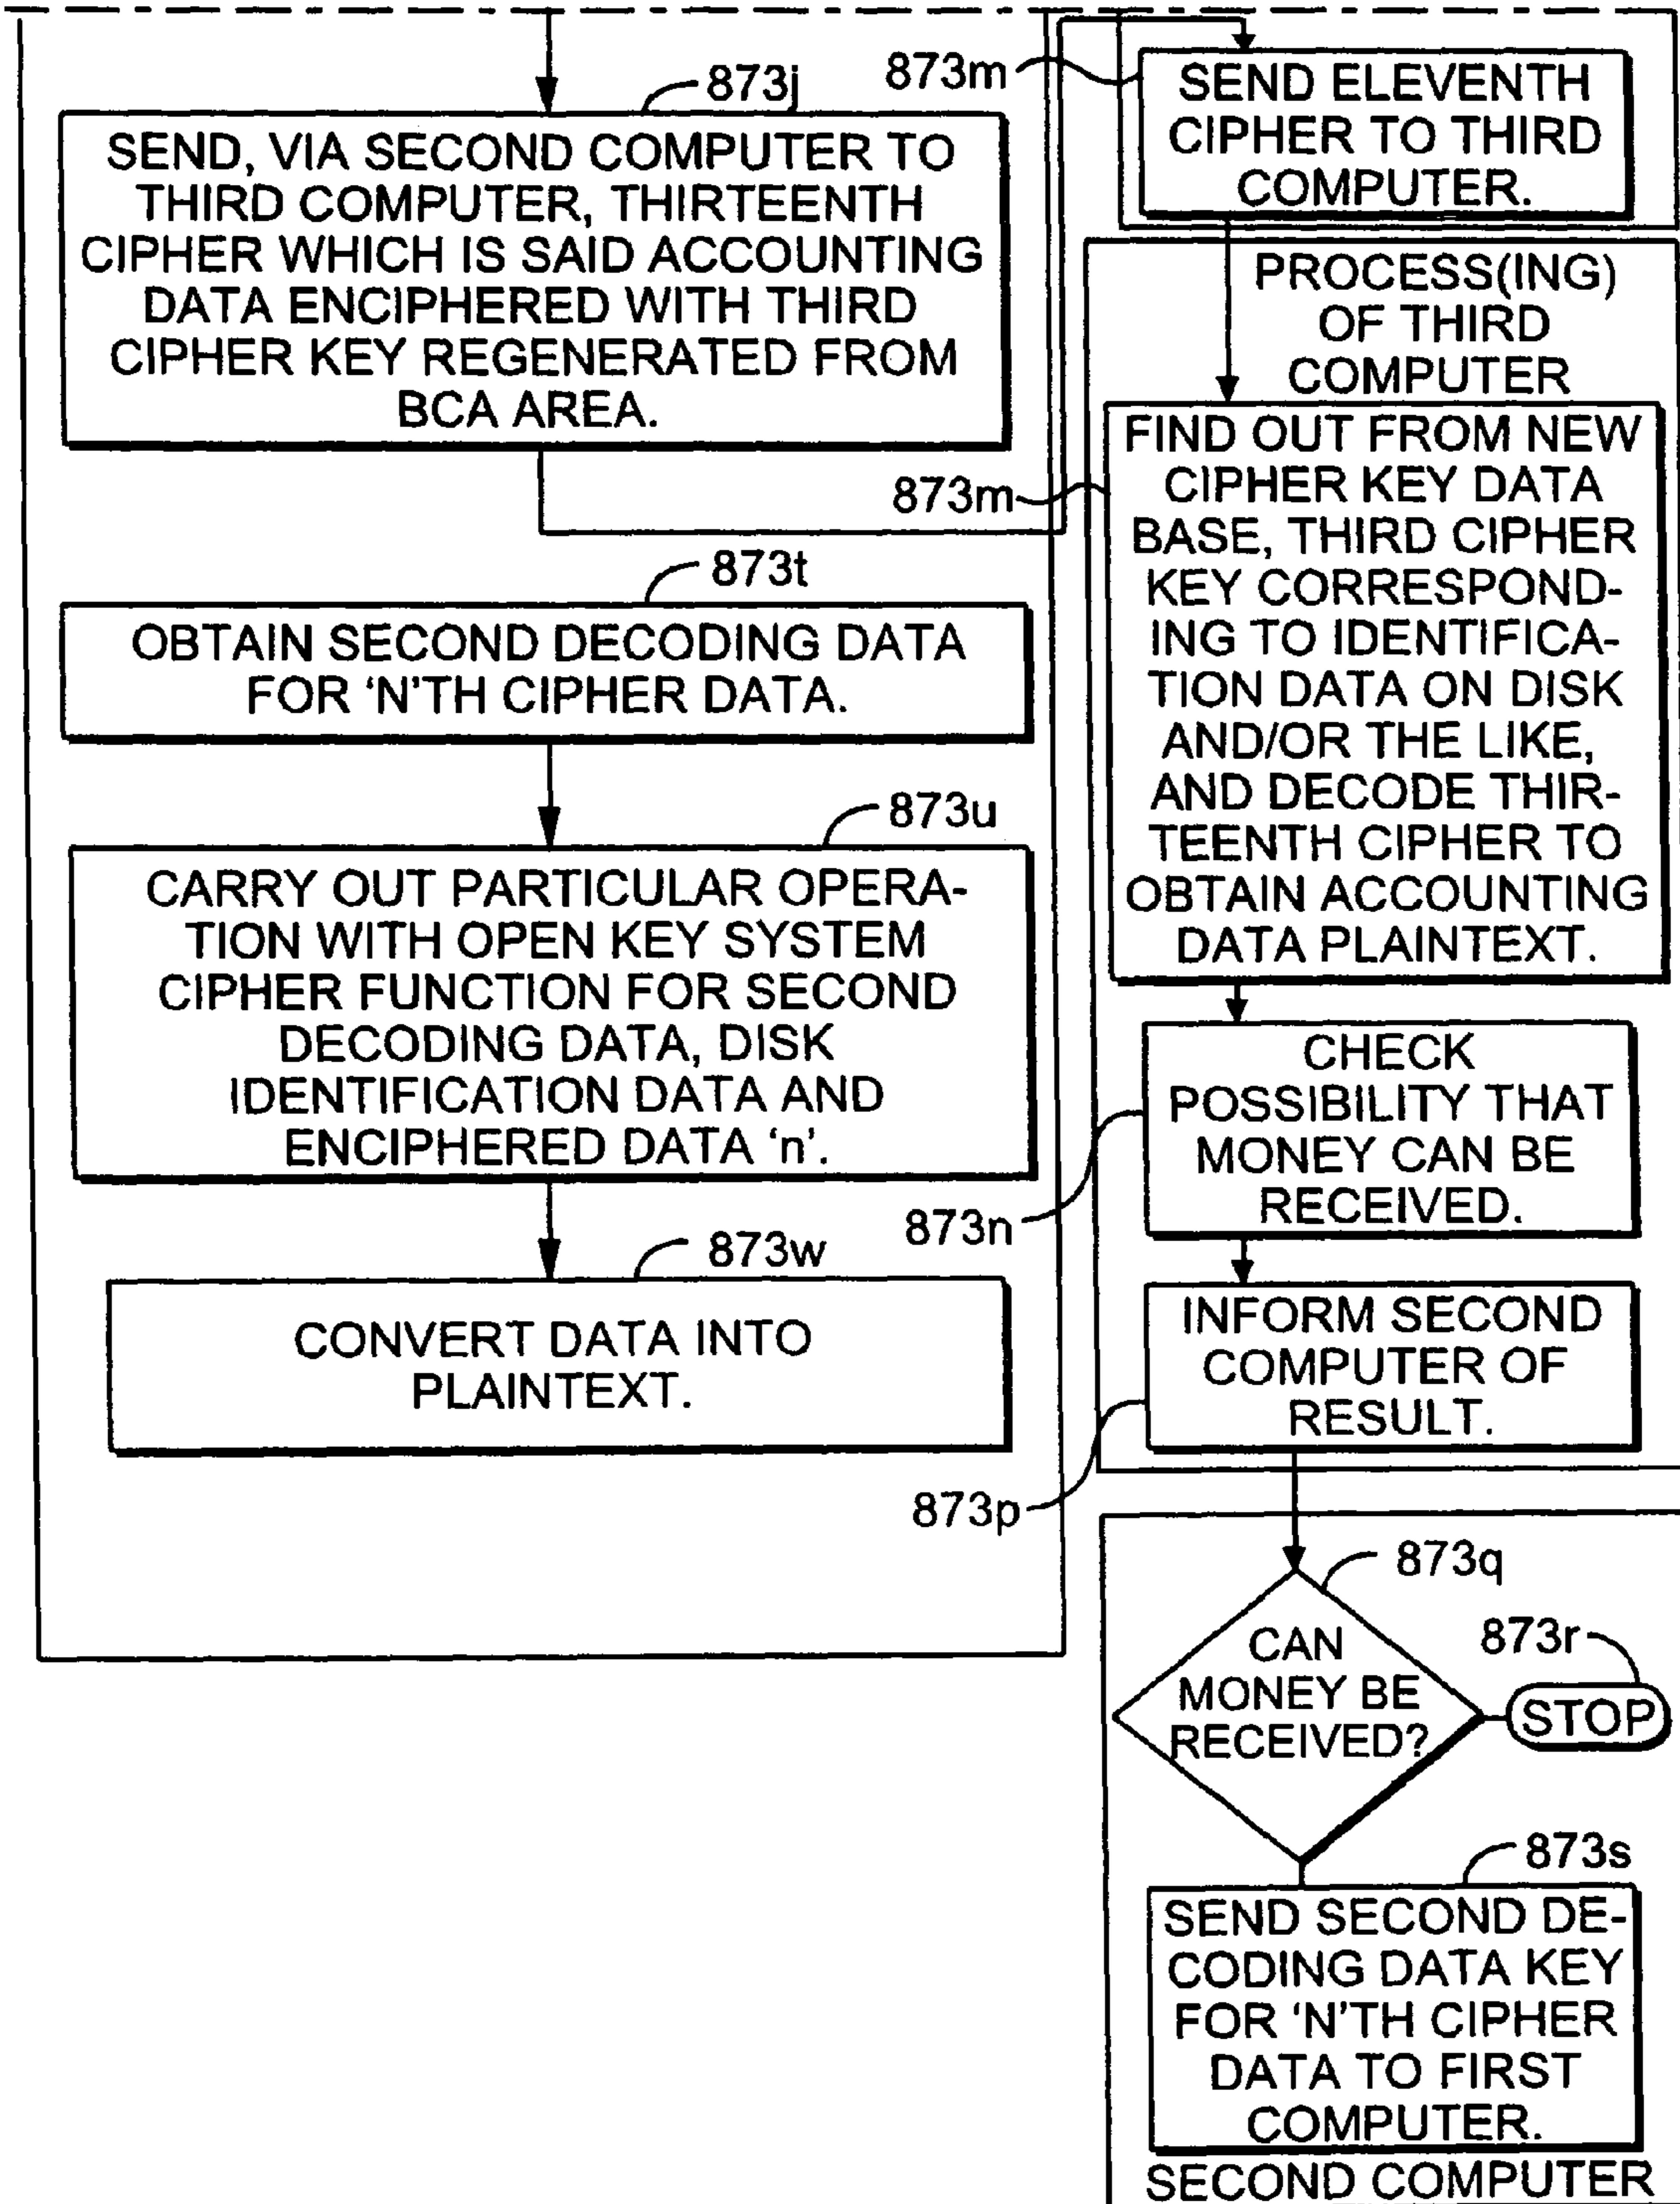 873j
SEND, VIA SECOND COMPUTER TO
THIRD COMPUTER, THIRTEENTH
CIPHER WHICH IS SAID ACCOUNTING
DATA ENCIPHERED WITH THIRD
CIPHER KEY REGENERATED FROM
BCA AREA.
873t
OBTAIN SECOND DECODING DATA
FOR ‘N’TH CIPHER DATA.
873u
CARRY OUT PARTICULAR OPERA-
TION WITH OPEN KEY SYSTEM
CIPHER FUNCTION FOR SECOND
DECODING DATA, DISK
IDENTIFICATION DATA AND
ENCIPHERED DATA ‘n’.
873w
CONVERT DATA INTO
PLAINTEXT.
873m
SEND ELEVENTH
CIPHER TO THIRD
COMPUTER.
PROCESS(ING)
OF THIRD
COMPUTER
873m
FIND OUT FROM NEW
CIPHER KEY DATA
BASE, THIRD CIPHER
KEY CORRESPOND-
ING TO IDENTIFICA-
TION DATA ON DISK
AND/OR THE LIKE,
AND DECODE THIR-
TEENTH CIPHER TO
OBTAIN ACCOUNTING
DATA PLAINTEXT.
873n
CHECK
POSSIBILITY THAT
MONEY CAN BE
RECEIVED.
873p
INFORM SECOND
COMPUTER OF
RESULT.
873q
CAN
MONEY BE
RECEIVED?
873r
STOP
873s
SEND SECOND DE-
CODING DATA KEY
FOR ‘N’TH CIPHER
DATA TO FIRST
COMPUTER.
SECOND COMPUTER